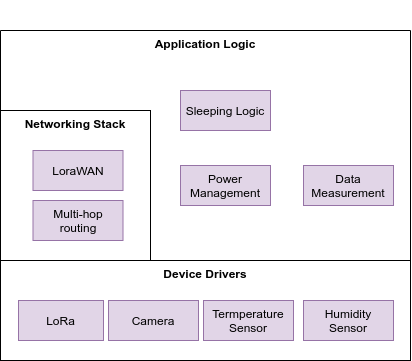 Application Logic
Sleeping Logic
Networking Stack
LoraWAN
Power
Management
Data
Measurement
Multi-hop
routing
Device Drivers
LoRa
Camera
Termperature
Sensor
Humidity
Sensor